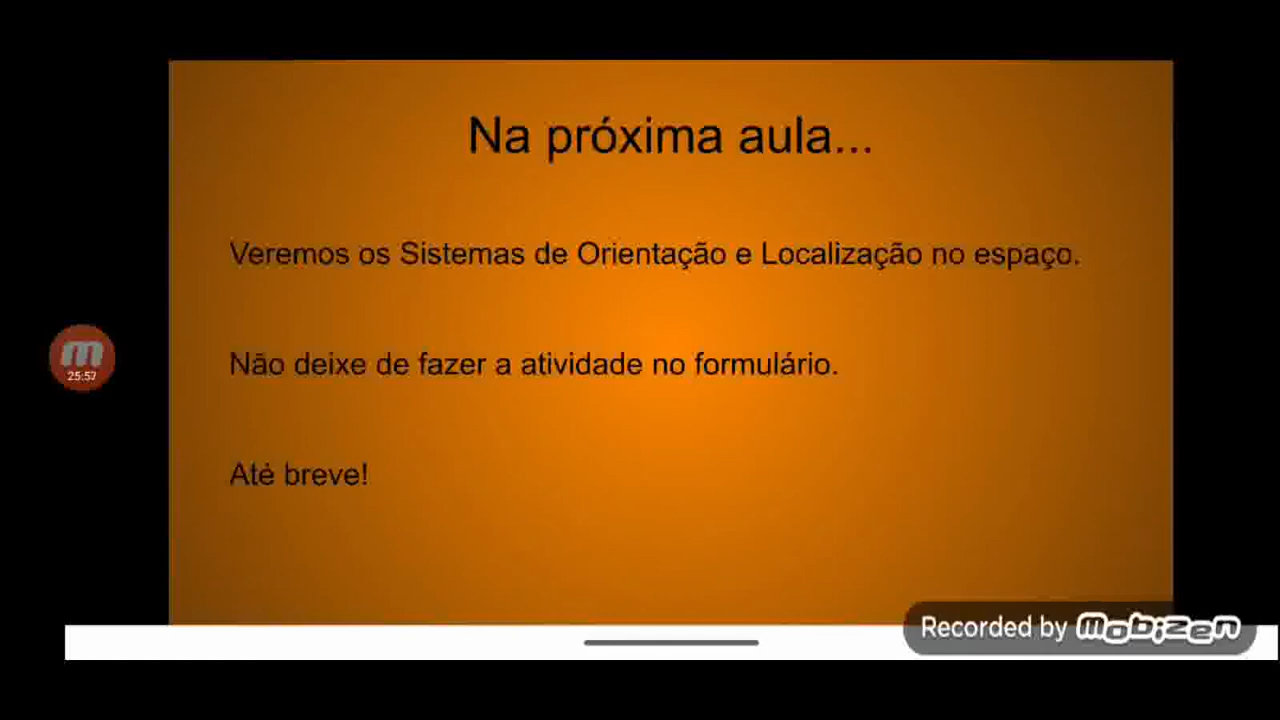 Na próxima aula...
Veremos os Sistemas de Orientação e Localização no espaço.
Não deixe de fazer a atividade no formulário.
Até breve!
m
25:57
Recorded by mobizen